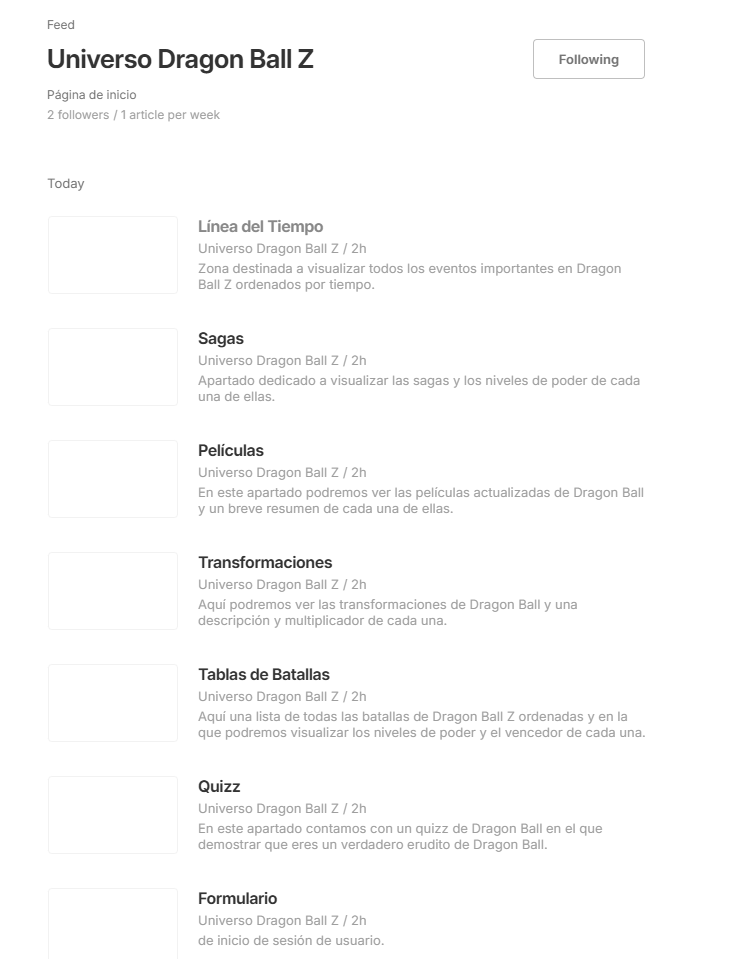 Feed
Universo Dragon Ball Z
Following
Página de inicio
2 followers / 1 article per week
Today
Línea del Tiempo
Universo Dragon Ball Z / 2h
Zona destinada a visualizar todos los eventos importantes en Dragon
Ball Z ordenados por tiempo.
Sagas
Universo Dragon Ball Z / 2h
Apartado dedicado a visualizar las sagas y los niveles de poder de cada
una de ellas.
Películas
Universo Dragon Ball Z / 2h
En este apartado podremos ver las películas actualizadas de Dragon Ball
y un breve resumen de cada una de ellas.
Transformaciones
Universo Dragon Ball Z / 2h
Aquí podremos ver las transformaciones de Dragon Ball y una
descripción y multiplicador de cada una.
Tablas de Batallas
Universo Dragon Ball Z / 2h
Aquí una lista de todas las batallas de Dragon Ball Z ordenadas y en la
que podremos visualizar los niveles de poder y el vencedor de cada una.
Quizz
Universo Dragon Ball Z / 2h
En este apartado contamos con un quizz de Dragon Ball en el que
demostrar que eres un verdadero erudito de Dragon Ball.
Formulario
Universo Dragon Ball Z / 2h
de inicio de sesión de usuario.